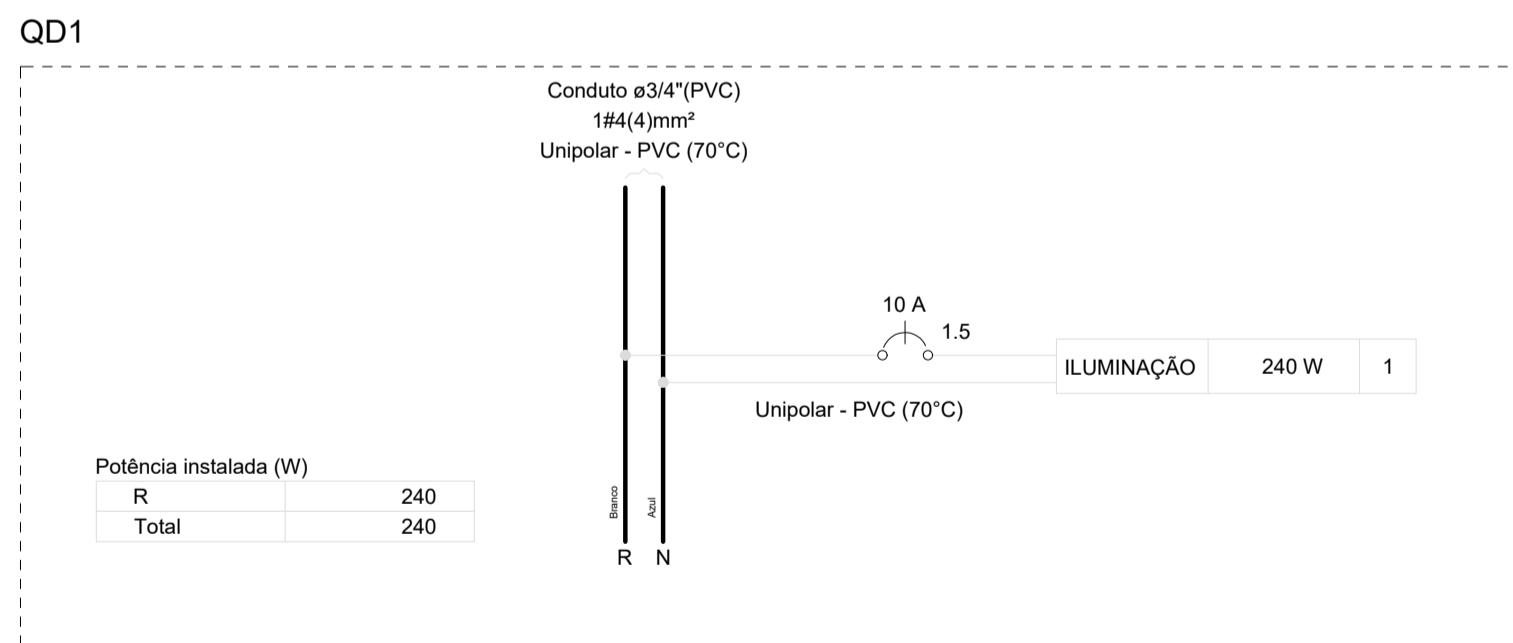 QD1
Conduto ø3/4"(PVC)
1#4(4)mm²
Unipolar - PVC (70°C)
10 A
1.5
ILUMINAÇÃO 240 W 1
Unipolar - PVC (70°C)
Potência instalada (W)
R 240
Total 240
Branco
Azul
R N